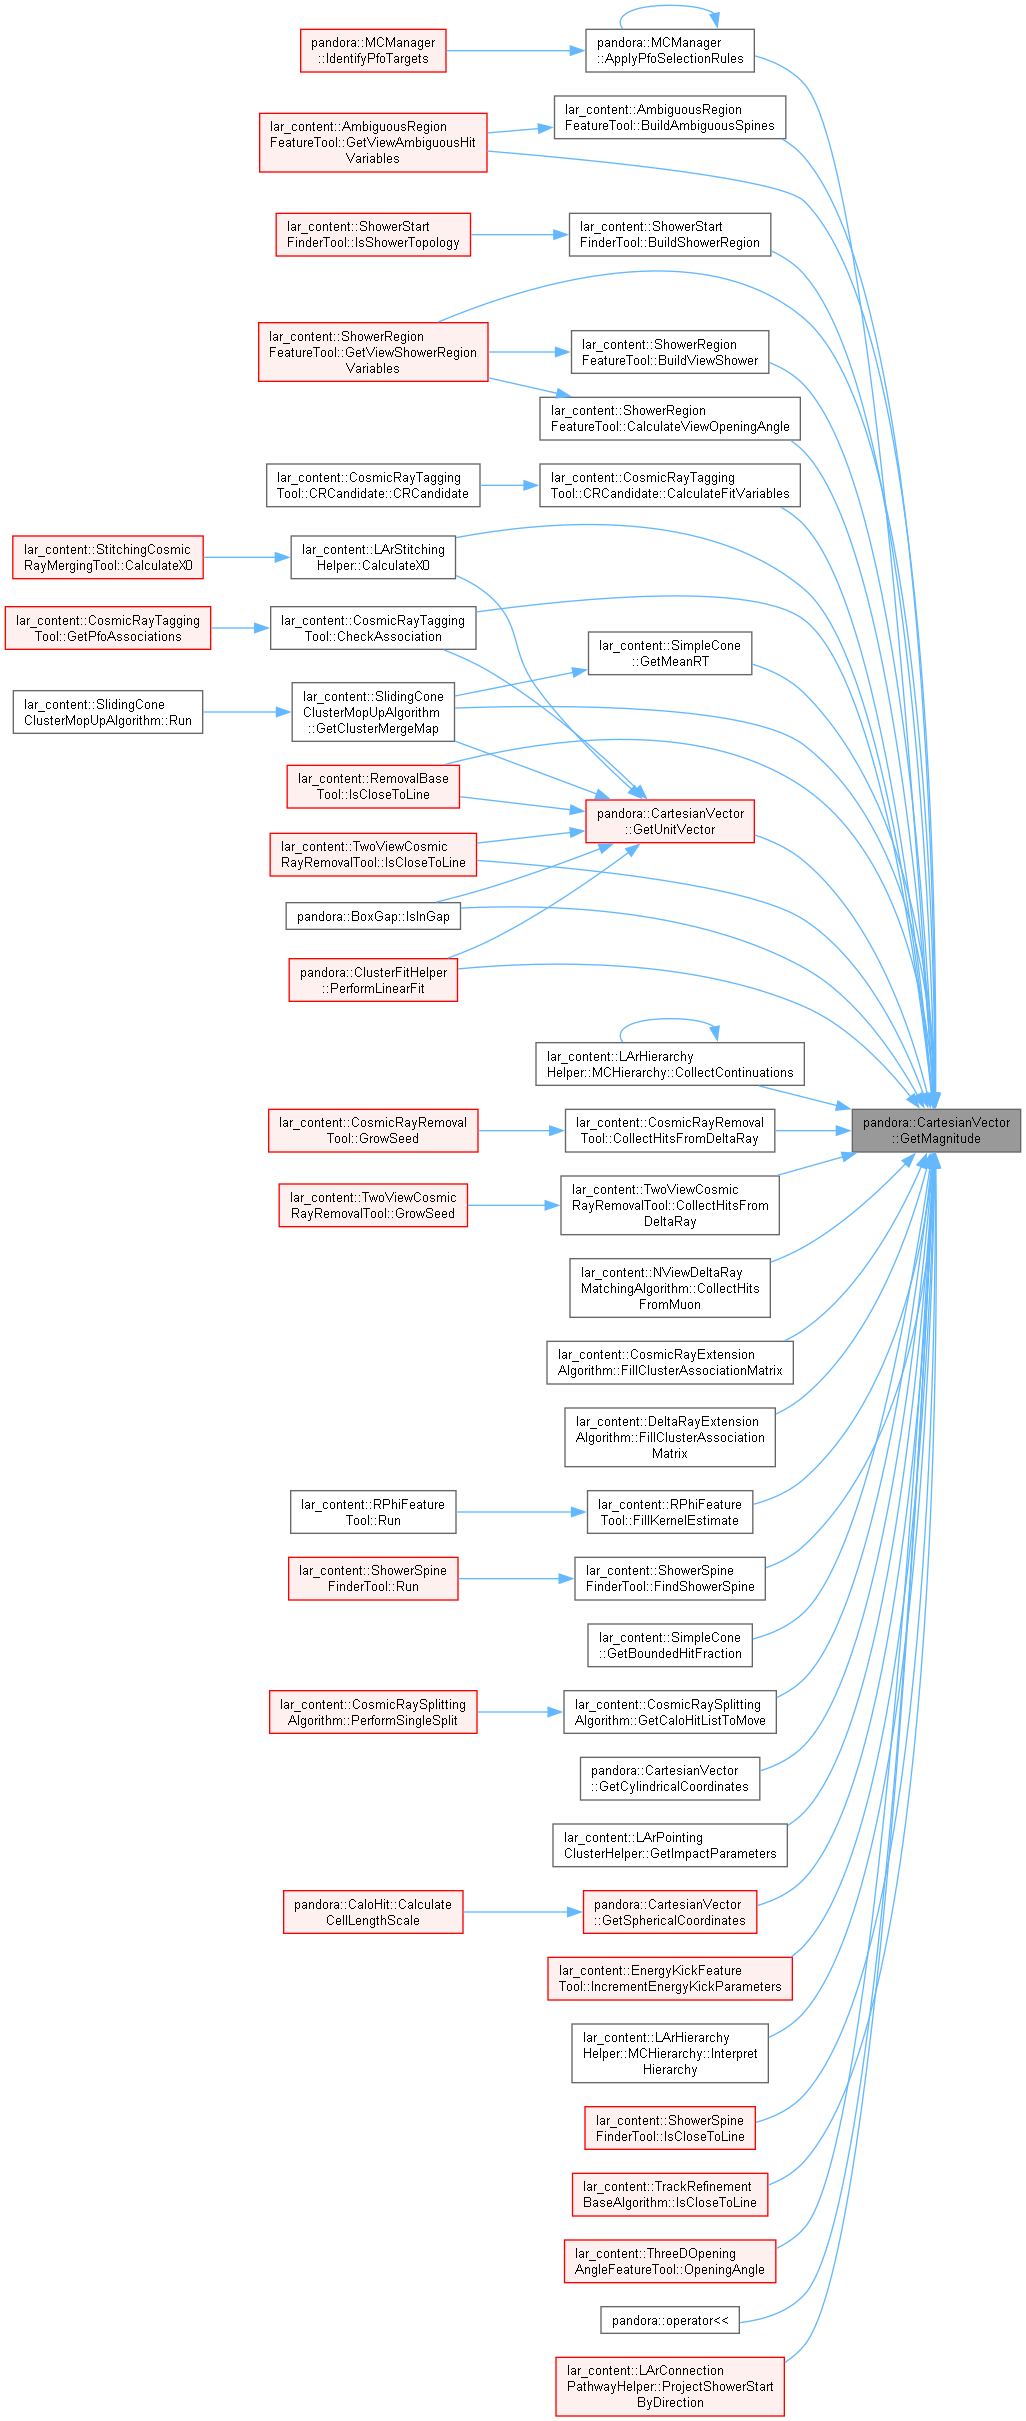 pandora::MCManager
::IdentifyPfoTargets
pandora::MCManager
::ApplyPfoSelectionRules
lar_content::AmbiguousRegion
FeatureTool::BuildAmbiguousSpines
lar_content::AmbiguousRegion
FeatureTool::GetViewAmbiguousHit
Variables
lar_content::ShowerStart
FinderTool::IsShowerTopology
lar_content::ShowerStart
FinderTool::BuildShowerRegion
lar_content::ShowerRegion
FeatureTool::GetViewShowerRegion
Variables
lar_content::ShowerRegion
FeatureTool::BuildViewShower
lar_content::ShowerRegion
FeatureTool::CalculateViewOpeningAngle
lar_content::CosmicRayTagging
Tool::CRCandidate::CRCandidate
lar_content::CosmicRayTagging
Tool::CRCandidate::CalculateFitVariables
lar_content::StitchingCosmic
RayMergingTool::CalculateX0
lar_content::LArStitching
Helper::CalculateX0
lar_content::CosmicRayTagging
Tool::GetPfoAssociations
lar_content::CosmicRayTagging
Tool::CheckAssociation
lar_content::SimpleCone
::GetMeanRT
lar_content::SlidingCone
ClusterMopUpAlgorithm::Run
lar_content::SlidingCone
ClusterMopUpAlgorithm
::GetClusterMergeMap
lar_content::RemovalBase
Tool::IsCloseToLine
pandora::CartesianVector
::GetUnitVector
lar_content::TwoViewCosmic
RayRemovalTool::IsCloseToLine
pandora::BoxGap::IsInGap
pandora::ClusterFitHelper
::PerformLinearFit
lar_content::LArHierarchy
Helper::MCHierarchy::CollectContinuations
pandora::CartesianVector
::GetMagnitude
lar_content::CosmicRayRemoval
Tool::GrowSeed
lar_content::CosmicRayRemoval
Tool::CollectHitsFromDeltaRay
lar_content::TwoViewCosmic
RayRemovalTool::GrowSeed
lar_content::TwoViewCosmic
RayRemovalTool::CollectHitsFrom
DeltaRay
lar_content::NViewDeltaRay
MatchingAlgorithm::CollectHits
FromMuon
lar_content::CosmicRayExtension
Algorithm::FillClusterAssociationMatrix
lar_content::DeltaRayExtension
Algorithm::FillClusterAssociation
Matrix
lar_content::RPhiFeature
Tool::Run
lar_content::RPhiFeature
Tool::FillKernelEstimate
lar_content::ShowerSpine
FinderTool::Run
lar_content::ShowerSpine
FinderTool::FindShowerSpine
lar_content::SimpleCone
::GetBoundedHitFraction
lar_content::CosmicRaySplitting
Algorithm::PerformSingleSplit
lar_content::CosmicRaySplitting
Algorithm::GetCaloHitListToMove
pandora::CartesianVector
::GetCylindricalCoordinates
lar_content::LArPointing
ClusterHelper::GetImpactParameters
pandora::CaloHit::Calculate
CellLengthScale
pandora::CartesianVector
::GetSphericalCoordinates
lar_content::EnergyKickFeature
Tool::IncrementEnergyKickParameters
lar_content::LArHierarchy
Helper::MCHierarchy::Interpret
Hierarchy
lar_content::ShowerSpine
FinderTool::IsCloseToLine
lar_content::TrackRefinement
BaseAlgorithm::IsCloseToLine
lar_content::ThreeDOpening
AngleFeatureTool::OpeningAngle
pandora::operator<<
lar_content::LArConnection
PathwayHelper::ProjectShowerStart
ByDirection